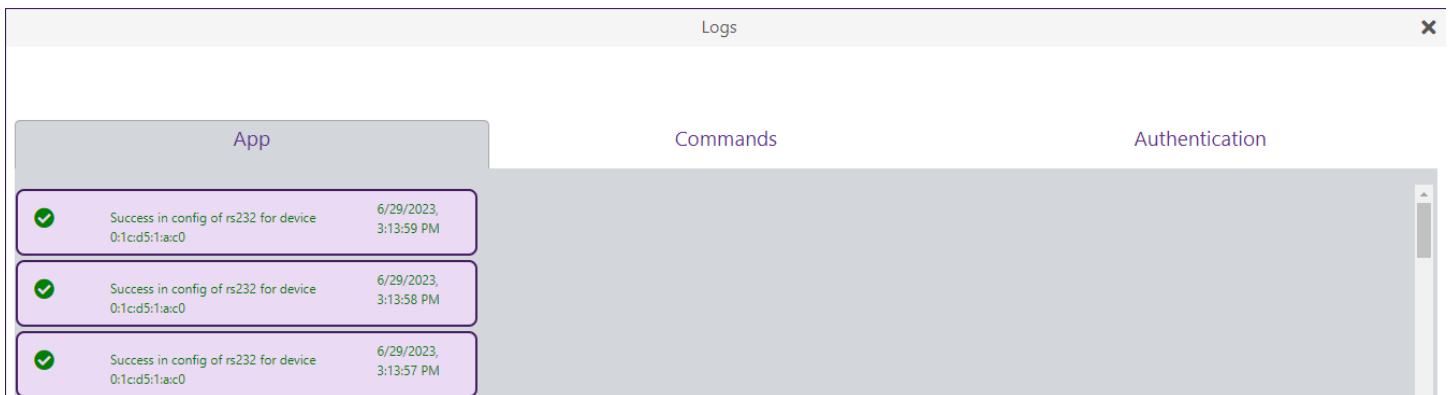 Logs
App
Commands
Authentication
Success in config of rs232 for device
0:1c:d5:1:a:c0
6/29/2023,
3:13:59 PM
Success in config of rs232 for device
0:1c:d5:1:a:c0
6/29/2023,
3:13:58 PM
Success in config of rs232 for device
0:1c:d5:1:a:c0
6/29/2023,
3:13:57 PM